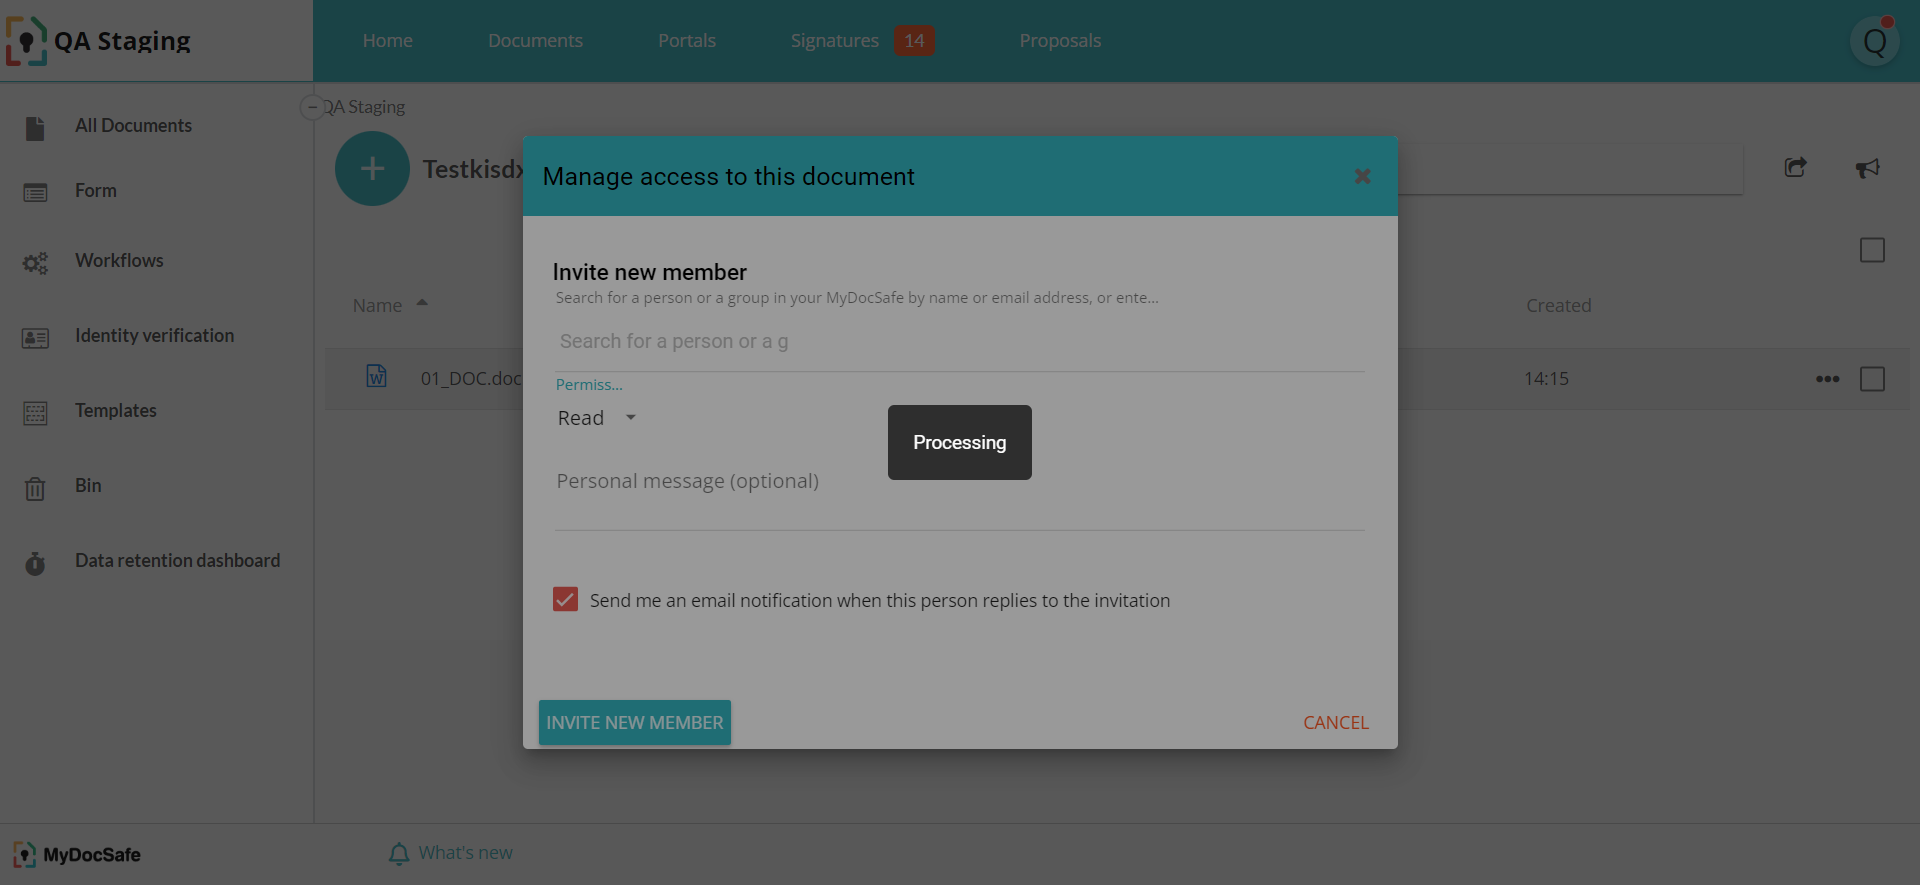 QA Staging
Home
Documents
Portals
Signatures
14
Proposals
Q
All Documents
Form
Workflows
Identity verification
Templates
Bin
Data retention dashboard
QA Staging
Testkisdx
Name
Created
01_DOC.doc
14:15
Manage access to this document
Invite new member
Search for a person or a group in your MyDocSafe by name or email address, or ente...
Search for a person or a g
Permiss...
Read
Processing
Personal message (optional)
Send me an email notification when this person replies to the invitation
INVITE NEW MEMBER
CANCEL
MyDocSafe
What's new